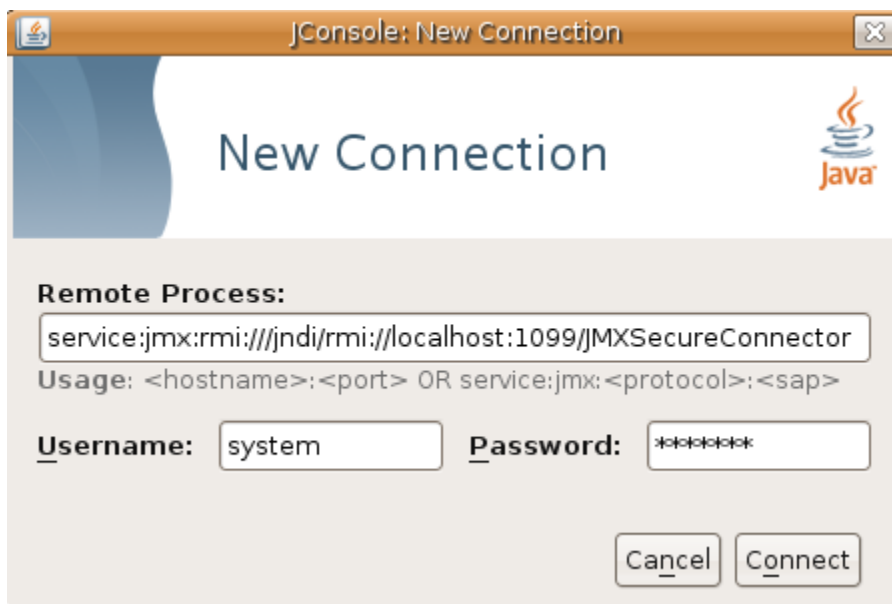 JConsole: New Connection
New Connection
Java
Remote Process:
service:jmx:rmi:///jndi/rmi://localhost:1099/JMXSecureConnector
Usage: <hostname>:<port> OR service:jmx:<protocol>:<sap>
Username: system Password: ********
Cancel Connect